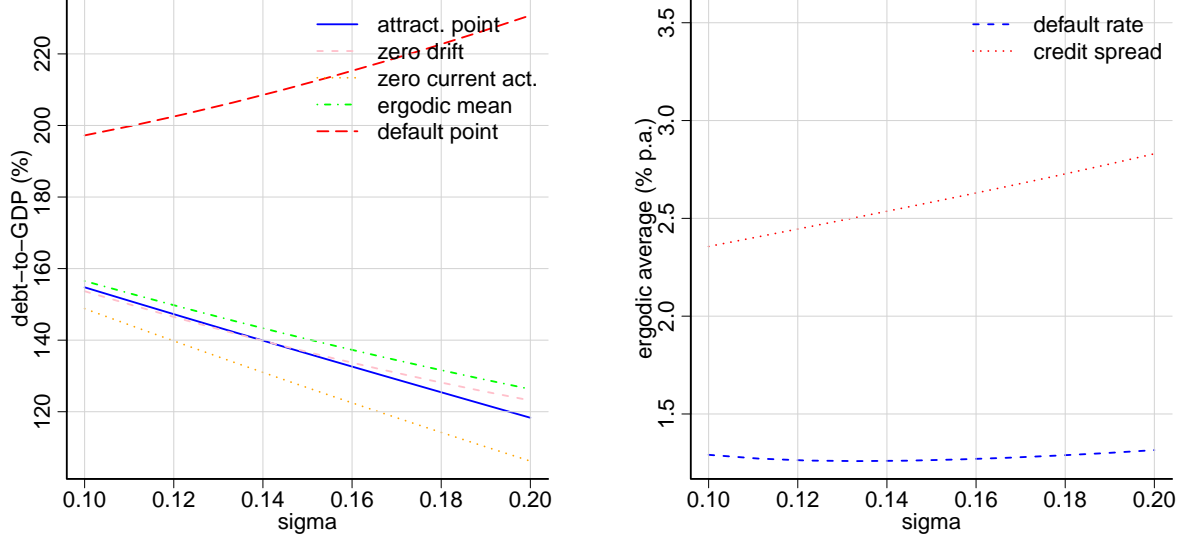 attract. point
zero drift
zero current act.
ergodic mean
default point
debt−to−GDP (%)
220
200
180
160
140
120
0.10 0.12 0.14 0.16 0.18 0.20
sigma
default rate
credit spread
ergodic average (% p.a.)
3.5
3.0
2.5
2.0
1.5
0.10 0.12 0.14 0.16 0.18 0.20
sigma